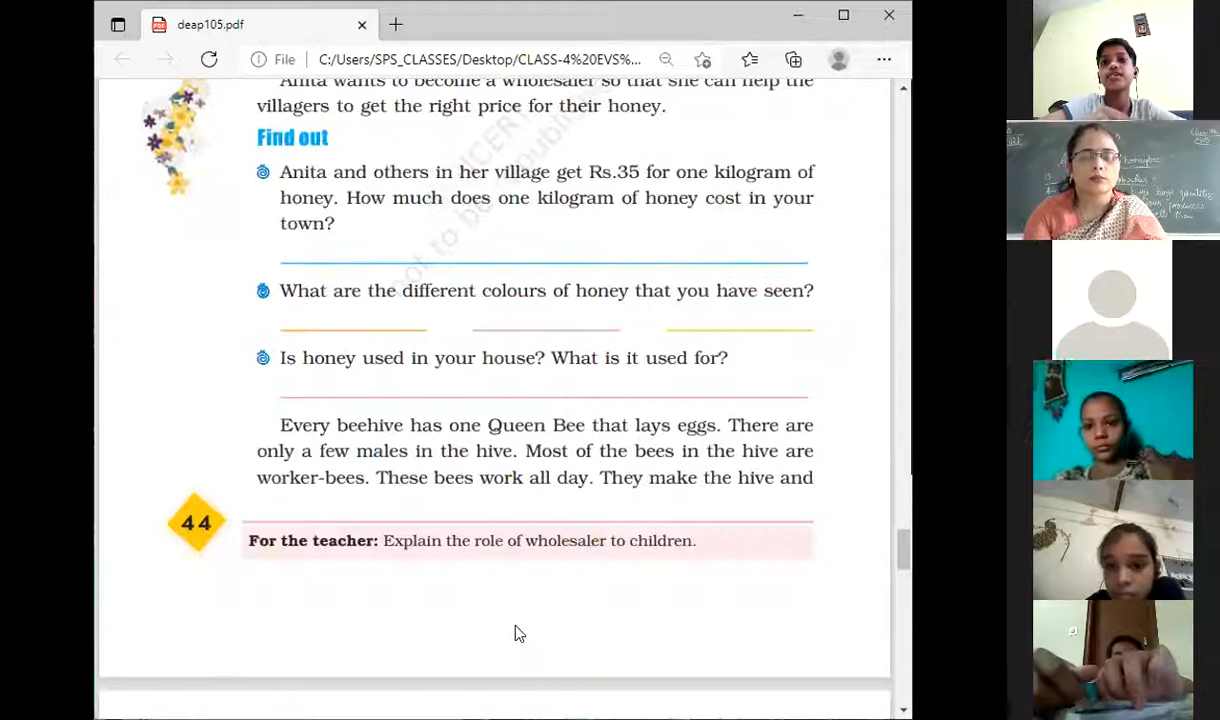 deap105.pdf
File C:/Users/SPS_CLASSES/Desktop/CLASS-4%20EVS%...
Anita wants to become a wholesaler so that she can help the
villagers to get the right price for their honey.
Find out
Anita and others in her village get Rs.35 for one kilogram of
honey. How much does one kilogram of honey cost in your
town?
What are the different colours of honey that you have seen?
Is honey used in your house? What is it used for?
Every beehive has one Queen Bee that lays eggs. There are
only a few males in the hive. Most of the bees in the hive are
worker-bees. These bees work all day. They make the hive and
44
For the teacher: Explain the role of wholesaler to children.
honeybee